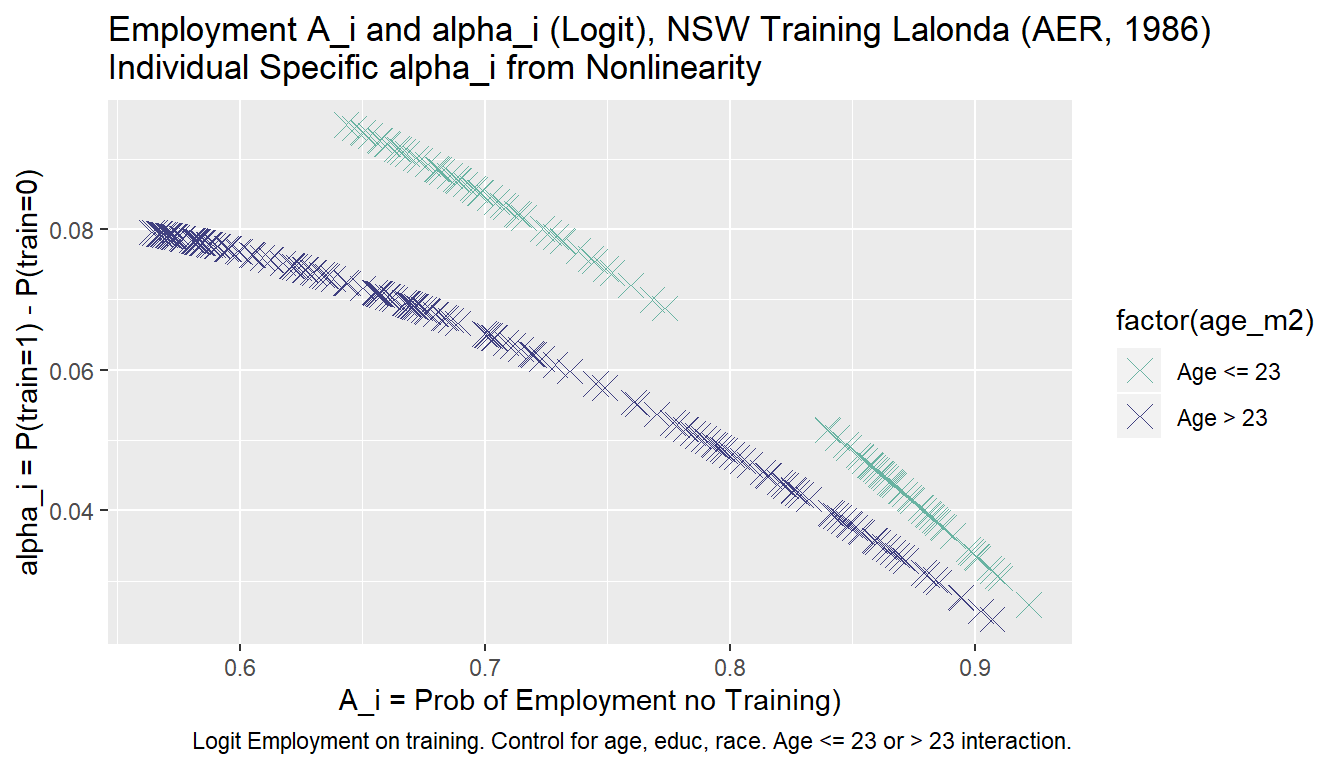 Employment A_i and alpha_i (Logit), NSW Training Lalonda (AER, 1986)
Individual Specific alpha_i from Nonlinearity
alpha_i = P(train=1) - P(train=0)
0.08
0.06
0.04
0.6
0.7
0.8
0.9
A_i = Prob of Employment no Training)
factor(age_m2)
Age <= 23
Age > 23
Logit Employment on training. Control for age, educ, race. Age <= 23 or > 23 interaction.